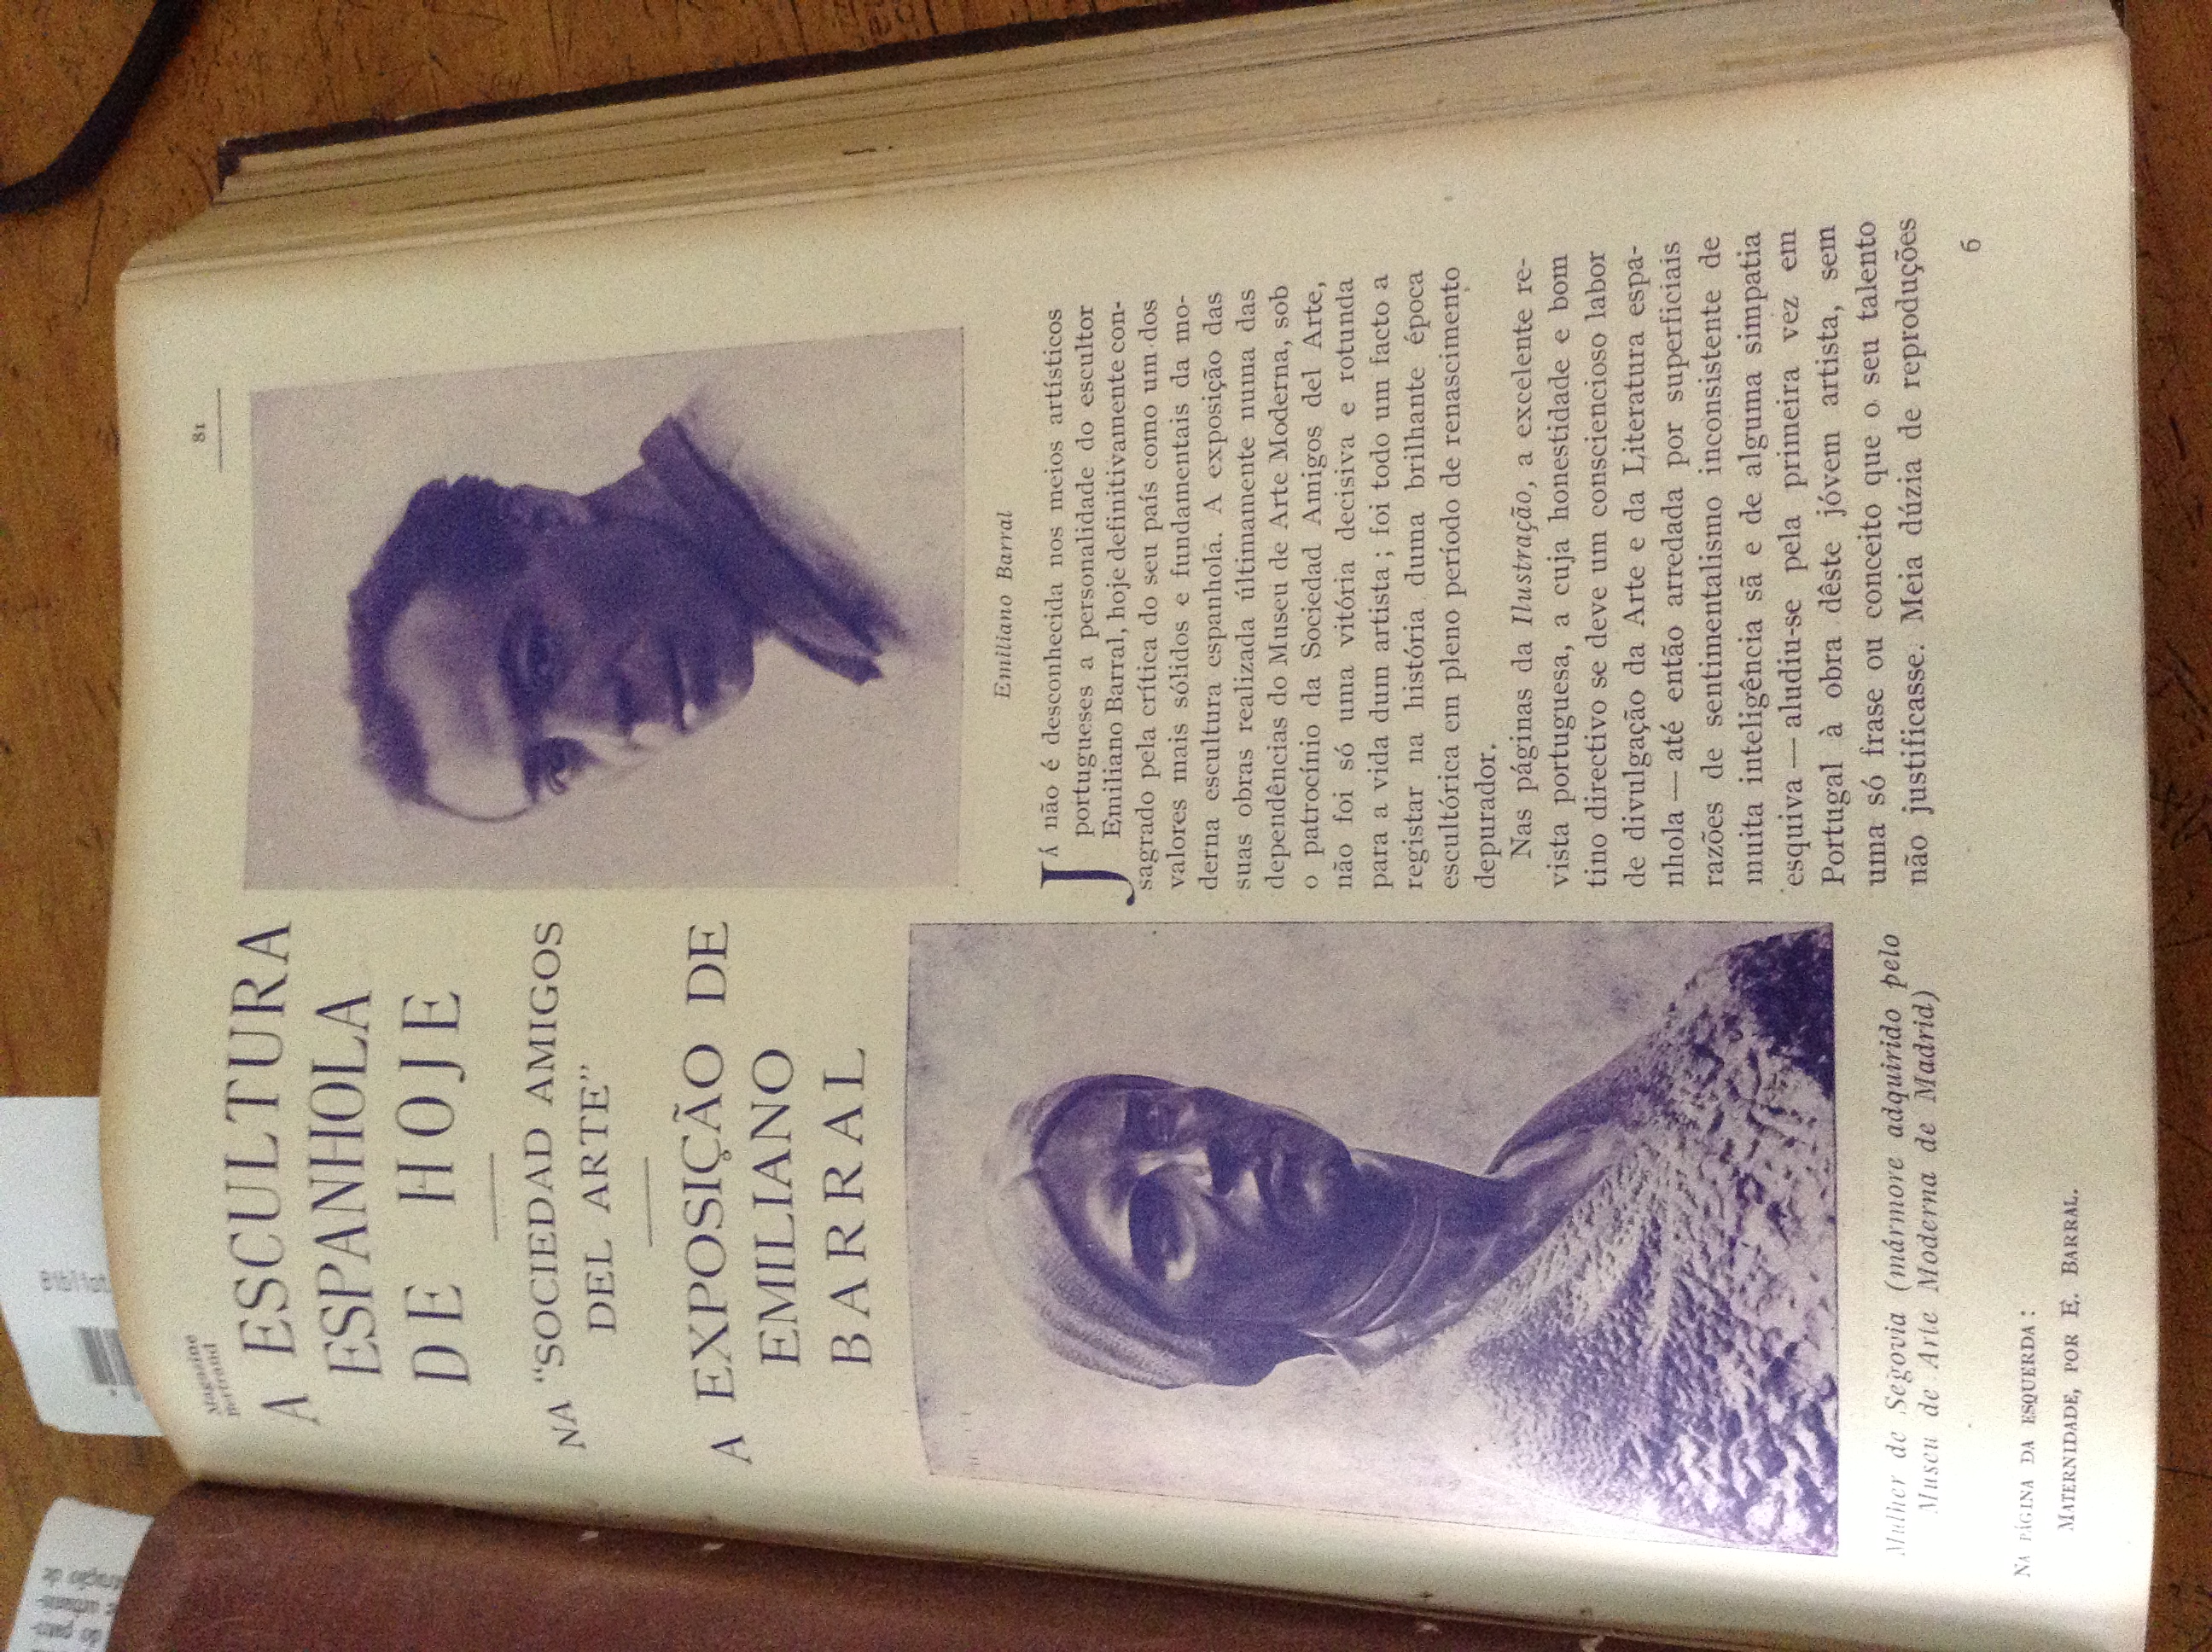 Magazine
Bertrand
81
A ESCULTURA
ESPANHOLA
DE HOJE
NA "SOCIEDAD AMIGOS
DEL ARTE"
A EXPOSIÇÃO DE
EMILIANO
BARRAL
Mulher de Segovia (mármore adquirido pelo
Museu de Arte Moderna de Madrid)
NA PÁGINA DA ESQUERDA:
MATERNIDADE, POR E. BARRAL.
Emiliano Barral
JÁ não é desconhecida nos meios artísticos
portugueses a personalidade do escultor
Emiliano Barral, hoje definitivamente con-
sagrado pela crítica do seu país como um dos
valores mais sólidos e fundamentais da mo-
derna escultura espanhola. A exposição das
suas obras realizada últimamente numa das
dependências do Museu de Arte Moderna, sob
o patrocínio da Sociedad Amigos del Arte,
não foi só uma vitória decisiva e rotunda
para a vida dum artista; foi todo um facto a
registar na história duma brilhante época
escultórica em pleno período de renascimento
depurador.
Nas páginas da Ilustração, a excelente re-
vista portuguesa, a cuja honestidade e bom
tino directivo se deve um consciencioso labor
de divulgação da Arte e da Literatura espa-
nhola — até então arredada por superficiais
razões de sentimentalismo inconsistente de
muita inteligência sã e de alguma simpatia
esquiva — aludiu-se pela primeira vez em
Portugal à obra dêste jóvem artista, sem
uma só frase ou conceito que o seu talento
não justificasse. Meia dúzia de reproduções
6